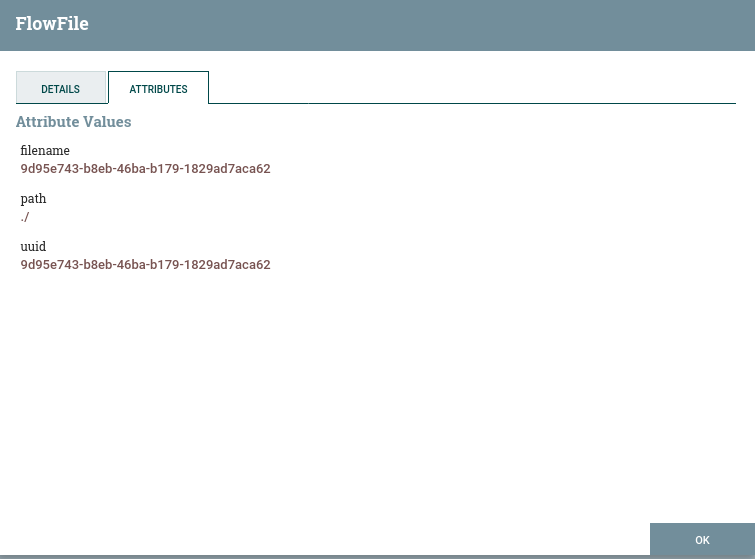 FlowFile
DETAILS
ATTRIBUTES
Attribute Values
filename
9d95e743-b8eb-46ba-b179-1829ad7aca62
path
./
uuid
9d95e743-b8eb-46ba-b179-1829ad7aca62
OK